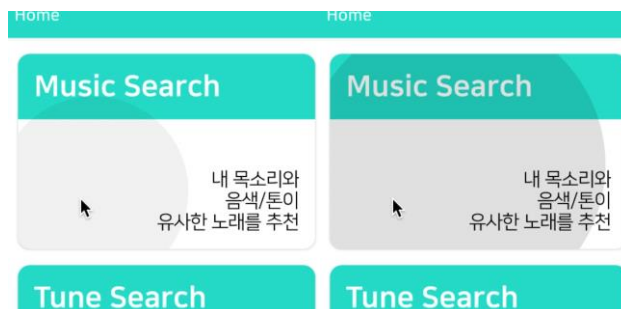 Home
Music Search
내 목소리와
음색/톤이
유사한 노래를 추천
Tune Search
Home
Music Search
내 목소리와
음색/톤이
유사한 노래를 추천
Tune Search